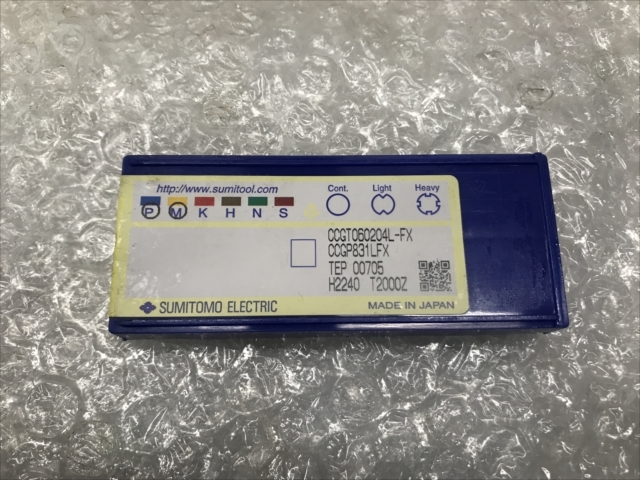 http://www.sumitool.com
Cont. Light Heavy
P M K H N S
CCGT060204L-FX
CCGP831LFX
TEP 00705
H2240 T2000Z
SUMITOMO ELECTRIC
MADE IN JAPAN